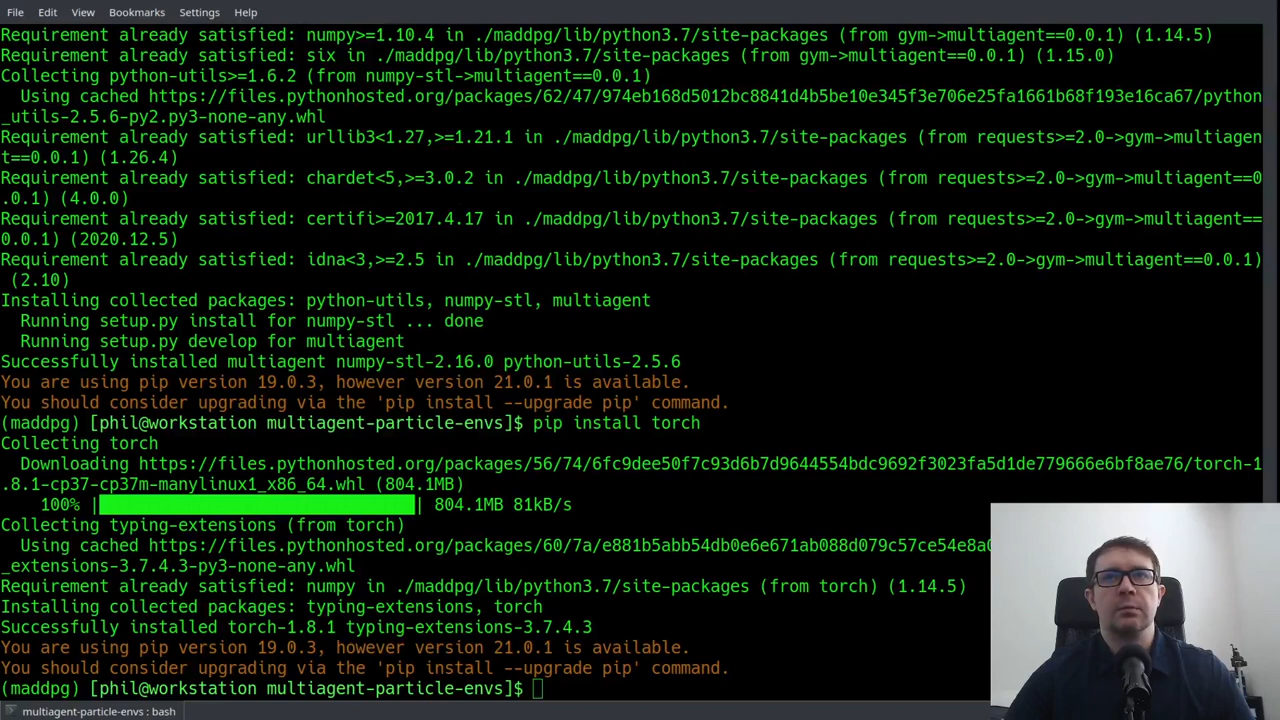 File Edit View Bookmarks Settings Help
Requirement already satisfied: numpy>=1.10.4 in ./maddpg/lib/python3.7/site-packages (from gym->multiagent==0.0.1) (1.14.5)
Requirement already satisfied: six in ./maddpg/lib/python3.7/site-packages (from gym->multiagent==0.0.1) (1.15.0)
Collecting python-utils>=1.6.2 (from numpy-stl->multiagent==0.0.1)
  Using cached https://files.pythonhosted.org/packages/62/47/974eb168d5012bc8841d4b5be10e345f3e706e25fa1661b68f193e16ca67/python
_utils-2.5.6-py2.py3-none-any.whl
Requirement already satisfied: urllib3<1.27,>=1.21.1 in ./maddpg/lib/python3.7/site-packages (from requests>=2.0->gym->multiagen
t==0.0.1) (1.26.4)
Requirement already satisfied: chardet<5,>=3.0.2 in ./maddpg/lib/python3.7/site-packages (from requests>=2.0->gym->multiagent==0
.0.1) (4.0.0)
Requirement already satisfied: certifi>=2017.4.17 in ./maddpg/lib/python3.7/site-packages (from requests>=2.0->gym->multiagent==
0.0.1) (2020.12.5)
Requirement already satisfied: idna<3,>=2.5 in ./maddpg/lib/python3.7/site-packages (from requests>=2.0->gym->multiagent==0.0.1)
 (2.10)
Installing collected packages: python-utils, numpy-stl, multiagent
  Running setup.py install for numpy-stl ... done
  Running setup.py develop for multiagent
Successfully installed multiagent numpy-stl-2.16.0 python-utils-2.5.6
You are using pip version 19.0.3, however version 21.0.1 is available.
You should consider upgrading via the 'pip install --upgrade pip' command.
(maddpg) [phil@workstation multiagent-particle-envs]$ pip install torch
Collecting torch
  Downloading https://files.pythonhosted.org/packages/56/74/6fc9dee50f7c93d6b7d9644554bdc9692f3023fa5d1de779666e6bf8ae76/torch-1
.8.1-cp37-cp37m-manylinux1_x86_64.whl (804.1MB)
    100% |████████████████████████████████| 804.1MB 81kB/s
Collecting typing-extensions (from torch)
  Using cached https://files.pythonhosted.org/packages/60/7a/e881b5abb54db0e6e671ab088d079c57ce54e8a0
_extensions-3.7.4.3-py3-none-any.whl
Requirement already satisfied: numpy in ./maddpg/lib/python3.7/site-packages (from torch) (1.14.5)
Installing collected packages: typing-extensions, torch
Successfully installed torch-1.8.1 typing-extensions-3.7.4.3
You are using pip version 19.0.3, however version 21.0.1 is available.
You should consider upgrading via the 'pip install --upgrade pip' command.
(maddpg) [phil@workstation multiagent-particle-envs]$
multiagent-particle-envs : bash